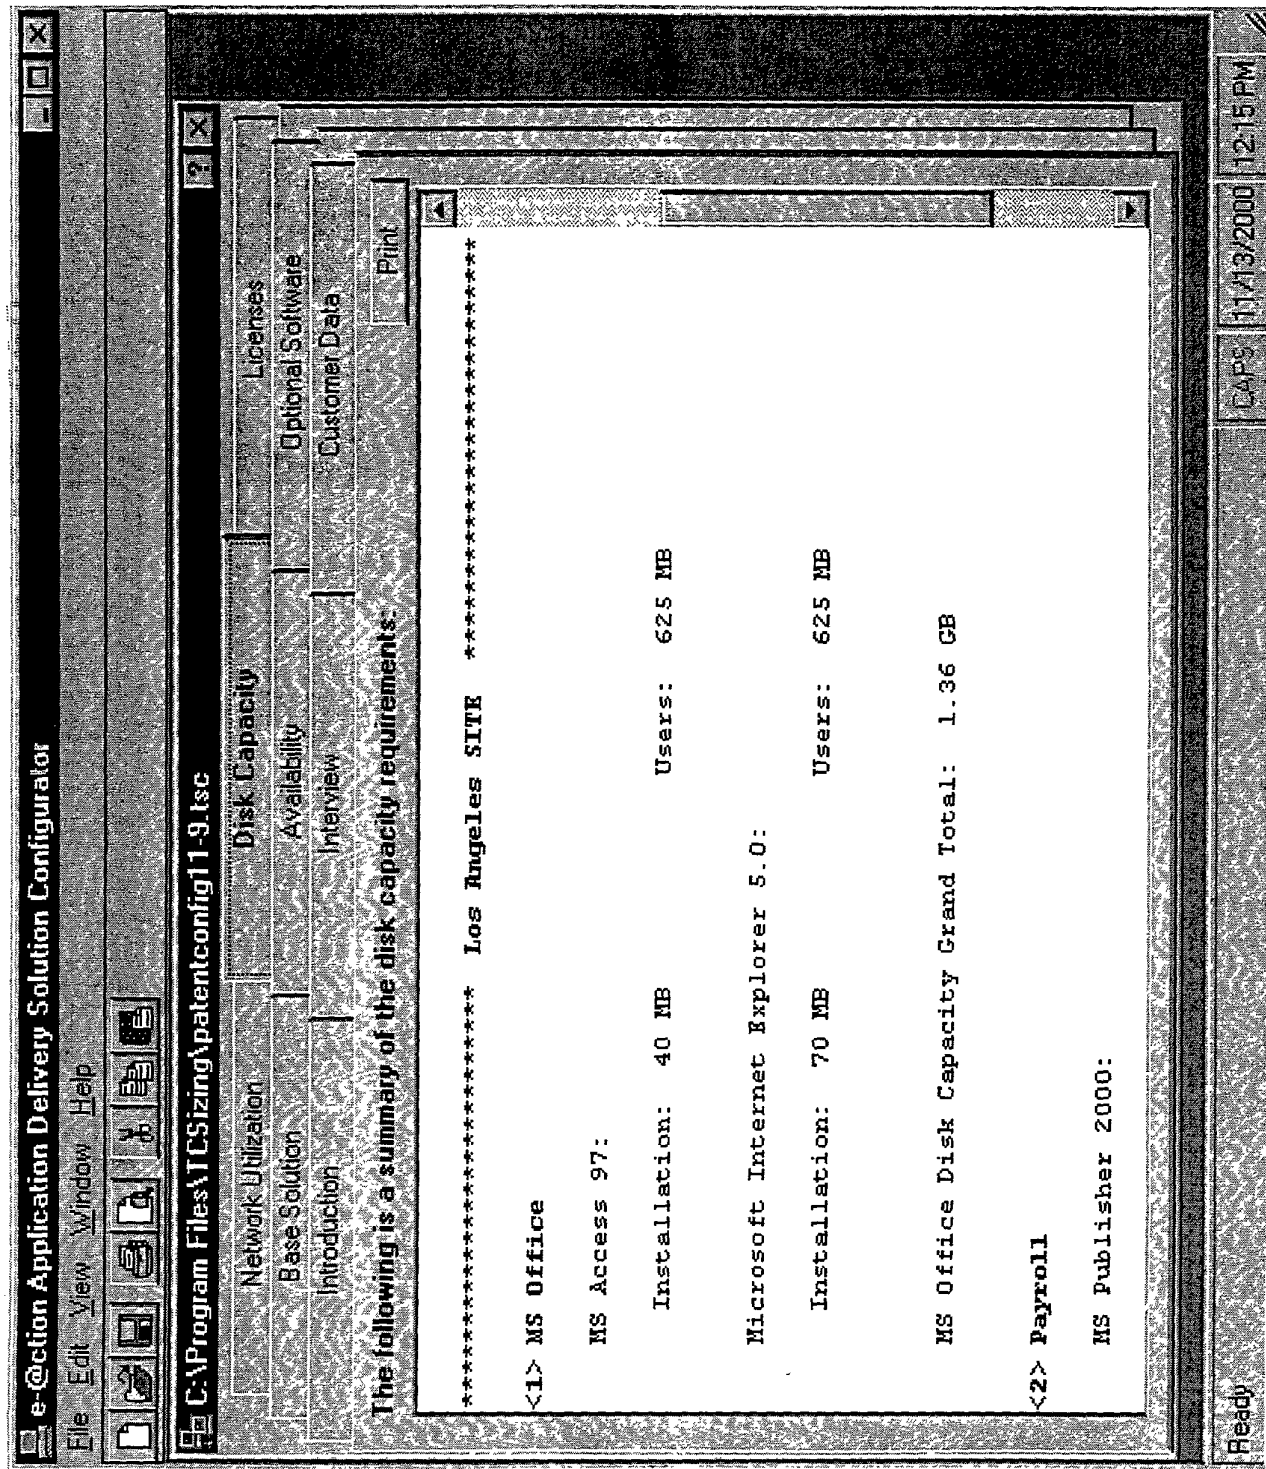 e-@ction Application Delivery Solution Configurator
File Edit View Window Help
C:\Program Files\TCSizing\patentconfig11-9.tsc
Network Utilization Disk Capacity Licenses
Base Solution Availability Optional Software
Introduction Interview Customer Data
The following is a summary of the disk capacity requirements: Print
*************************** Los Angeles SITE ***************************
<1> MS Office
MS Access 97:
Installation: 40 MB Users: 625 MB
Microsoft Internet Explorer 5.0:
Installation: 70 MB Users: 625 MB
MS Office Disk Capacity Grand Total: 1.36 GB
<2> Payroll
MS Publisher 2000:
Ready CAPS 11/13/2000 12:15 PM